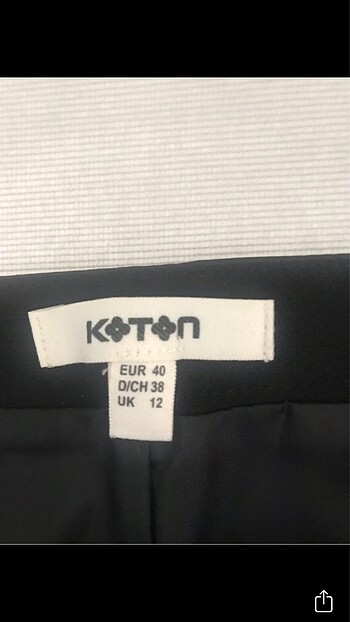 KOTON
EUR 40
D/CH 38
UK 12